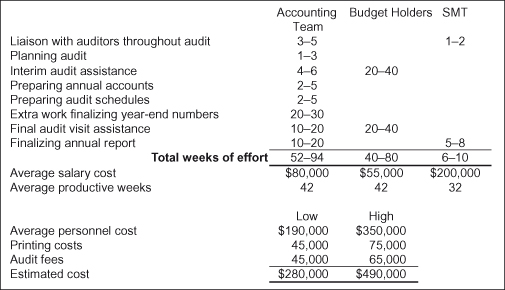 Accounting Team Budget Holders SMT
Liaison with auditors throughout audit 3–5 1–2
Planning audit 1–3
Interim audit assistance 4–6 20–40
Preparing annual accounts 2–5
Preparing audit schedules 2–5
Extra work finalizing year-end numbers 20–30
Final audit visit assistance 10–20 20–40
Finalizing annual report 10–20 5–8
Total weeks of effort 52–94 40–80 6–10
Average salary cost $80,000 $55,000 $200,000
Average productive weeks 42 42 32
Low High
Average personnel cost $190,000 $350,000
Printing costs 45,000 75,000
Audit fees 45,000 65,000
Estimated cost $280,000 $490,000